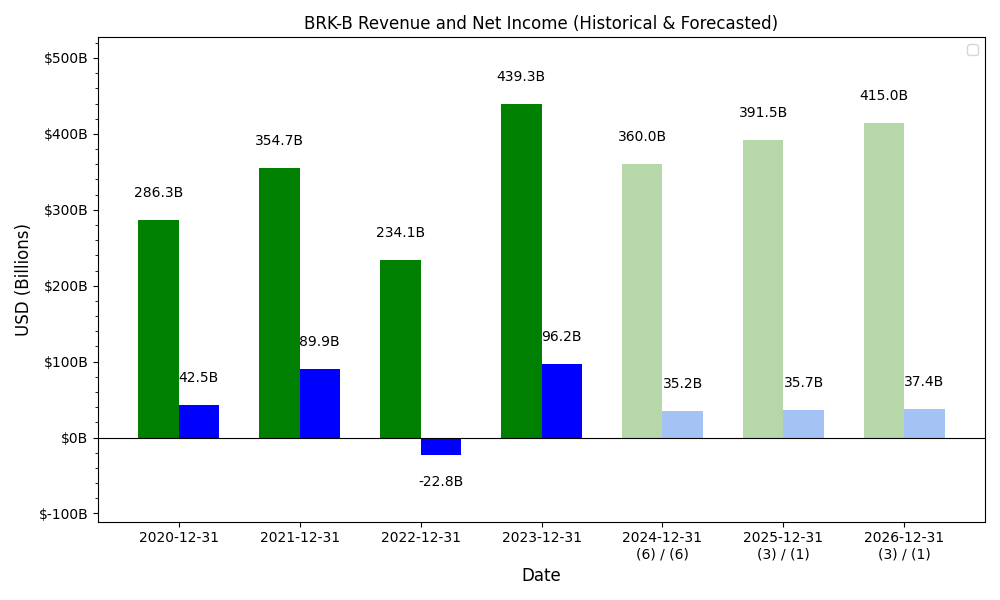 BRK-B Revenue and Net Income (Historical & Forecasted)
$500B
$400B
$300B
$200B
$100B
$0B
$-100B
USD (Billions)
286.3B
42.5B
354.7B
89.9B
234.1B
-22.8B
439.3B
96.2B
360.0B
35.2B
391.5B
35.7B
415.0B
37.4B
2020-12-31
2021-12-31
2022-12-31
2023-12-31
2024-12-31
(6) / (6)
2025-12-31
(3) / (1)
2026-12-31
(3) / (1)
Date